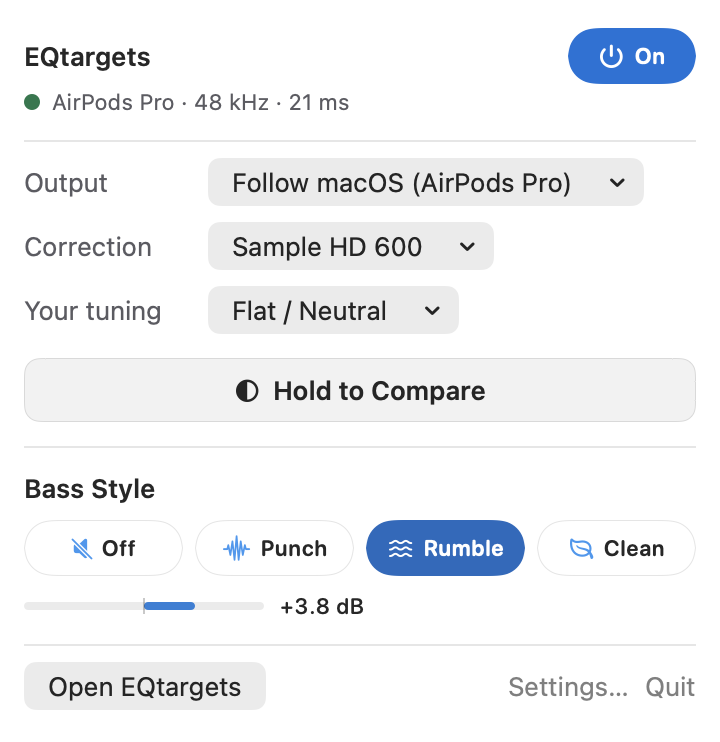 EQtargets
On
AirPods Pro · 48 kHz · 21 ms
Output
Follow macOS (AirPods Pro)
Correction
Sample HD 600
Your tuning
Flat / Neutral
Hold to Compare
Bass Style
Off
Punch
Rumble
Clean
+3.8 dB
Open EQtargets
Settings...
Quit